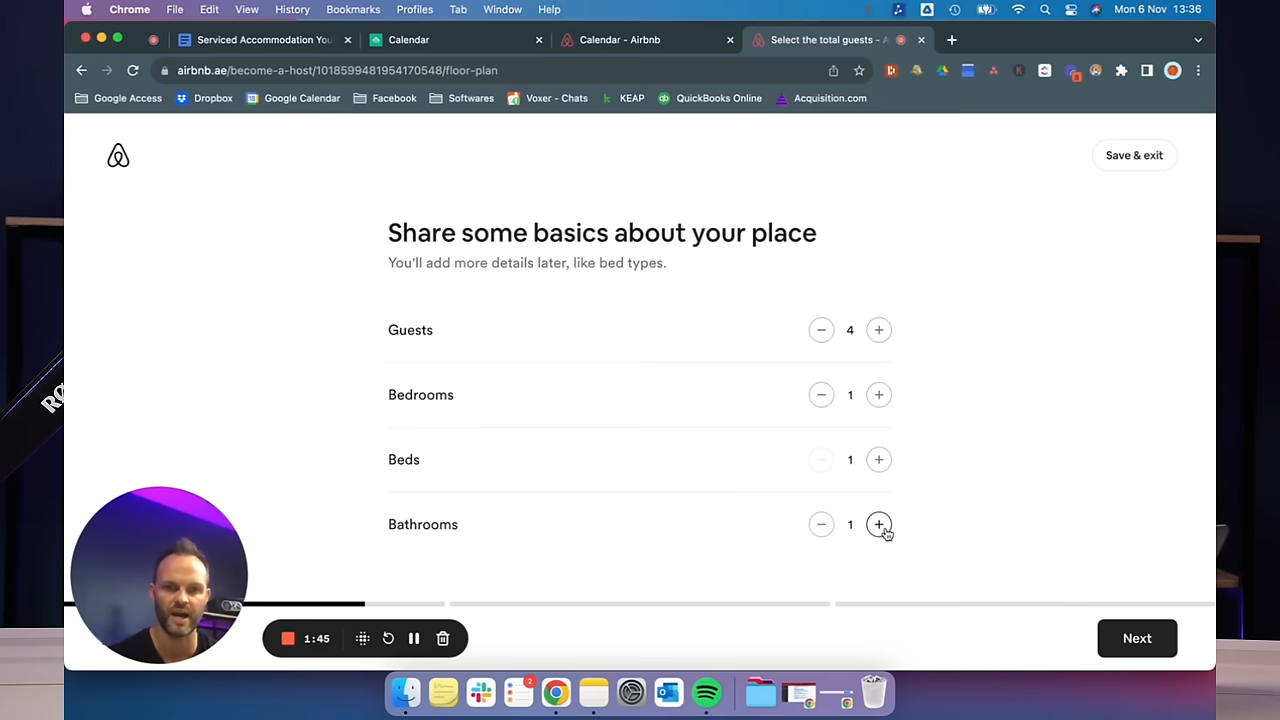 Chrome File Edit View History Bookmarks Profiles Tab Window Help Mon 6 Nov 13:36
Serviced Accommodation You Calendar Calendar - Airbnb Select the total guests - A
airbnb.ae/become-a-host/1018599481954170548/floor-plan
Google Access Dropbox Google Calendar Facebook Softwares Voxer - Chats KEAP QuickBooks Online Acquisition.com
Save & exit
Share some basics about your place
You'll add more details later, like bed types.
Guests 4
Bedrooms 1
Beds 1
Bathrooms 1
1:45
Next
2